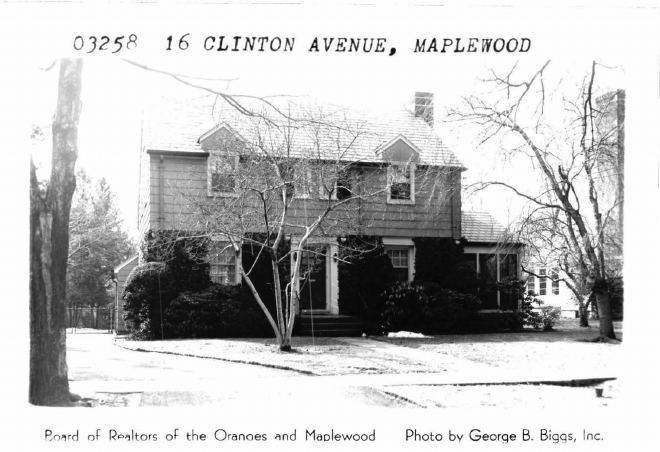 03258 16 CLINTON AVENUE, MAPLEWOOD
Board of Realtors of the Oranges and Maplewood Photo by George B. Biggs, Inc.